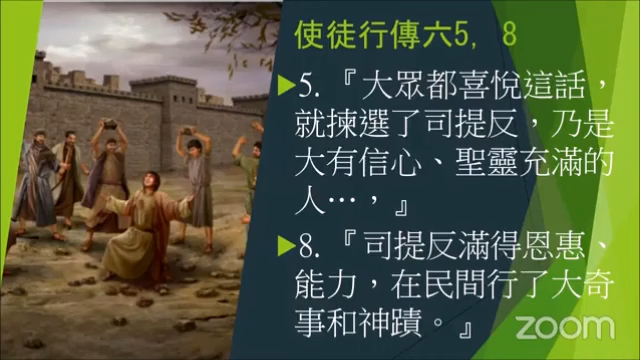 使徒行傳六5, 8
5.『大眾都喜悅這話，
就揀選了司提反，乃是
大有信心、聖靈充滿的
人…，』
8.『司提反滿得恩惠、
能力，在民間行了大奇
事和神蹟。』
zoom